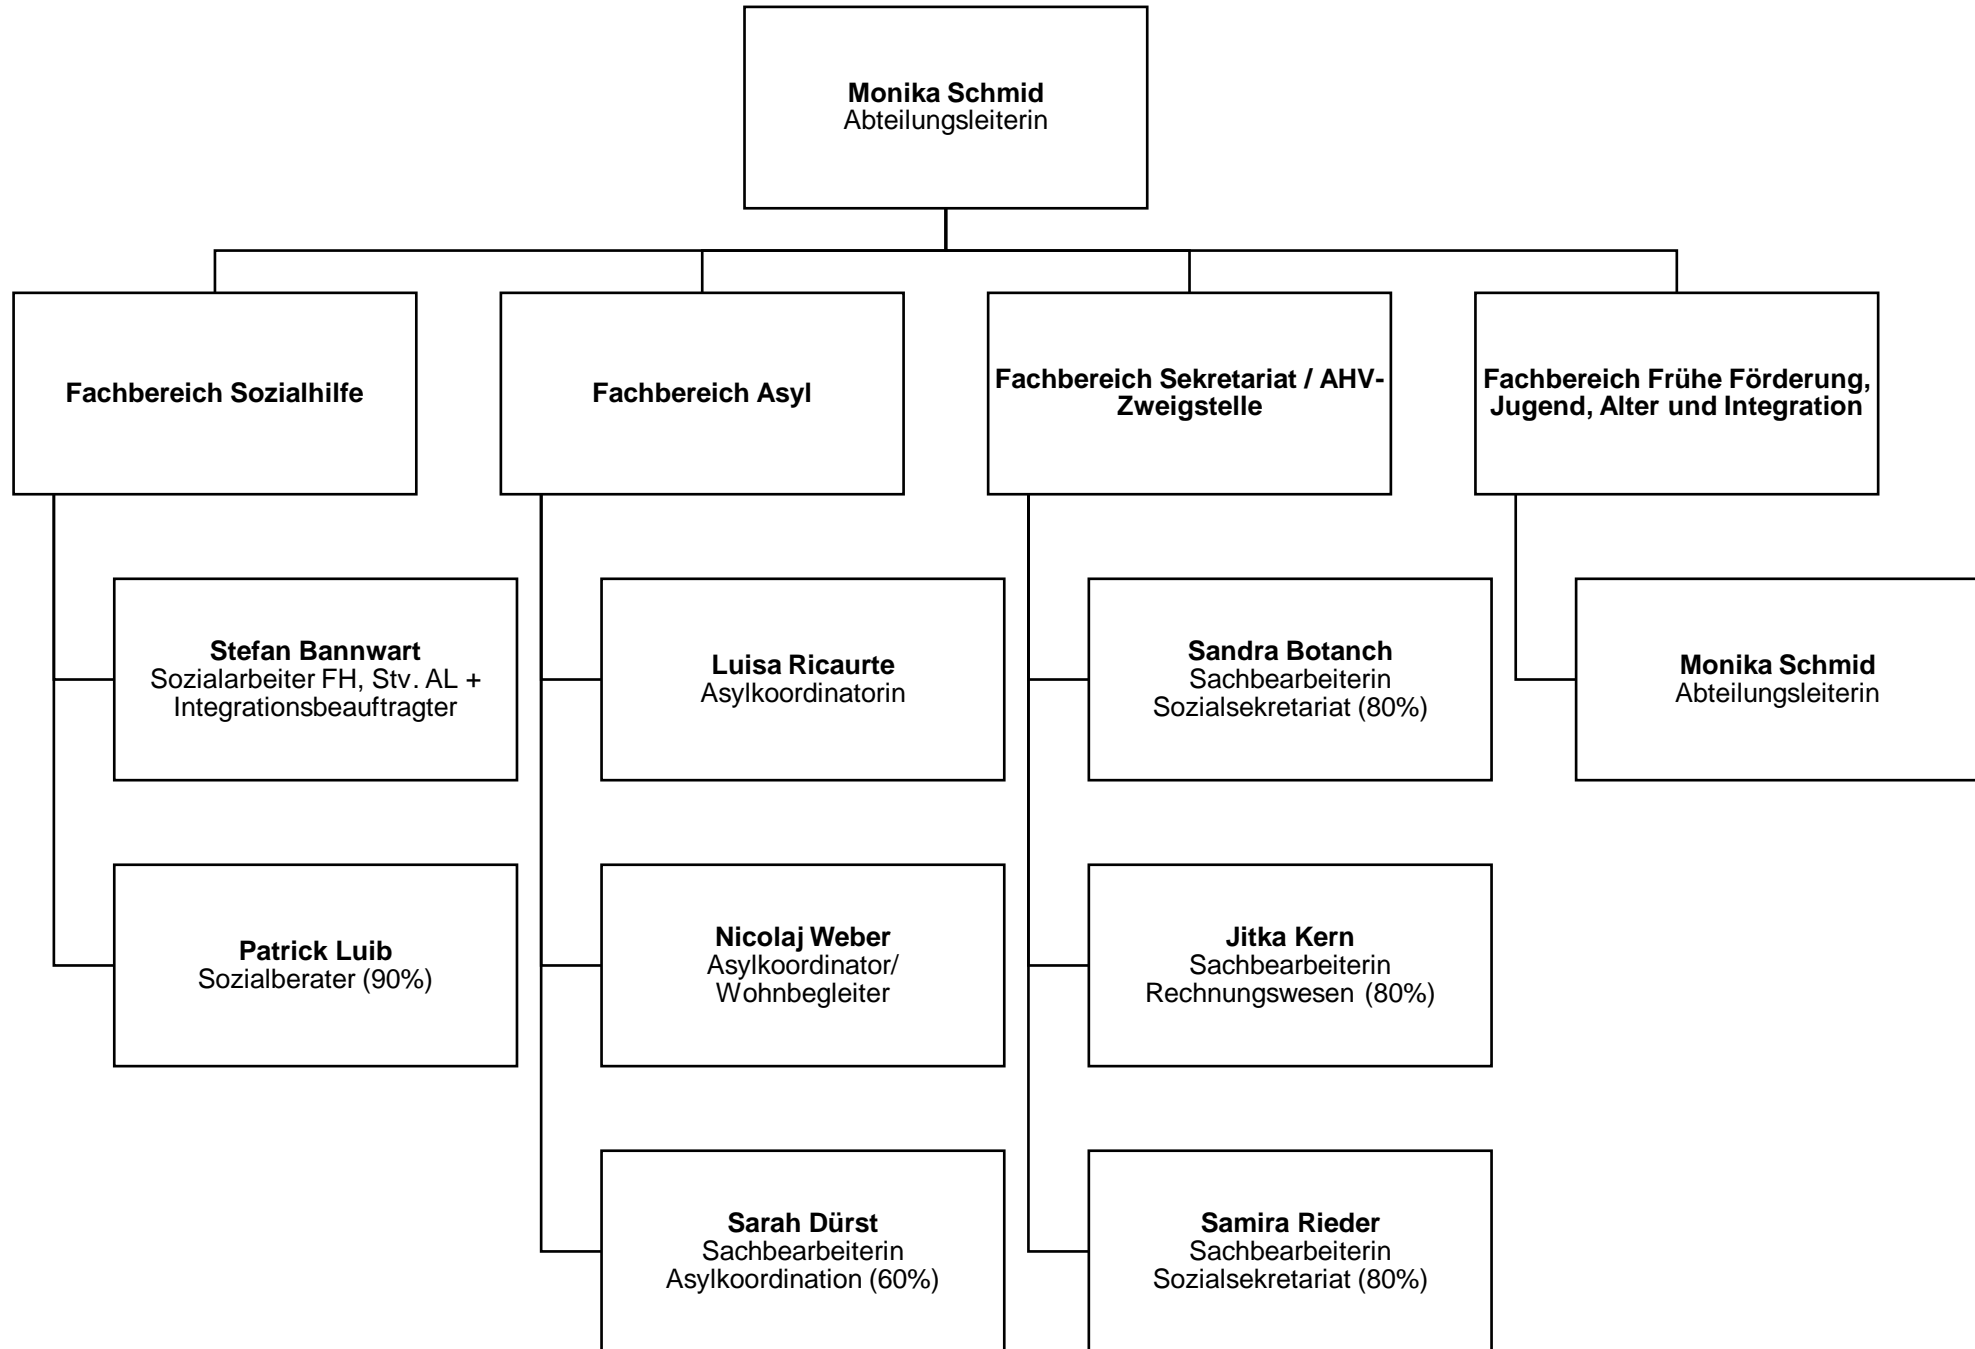 Monika Schmid
Abteilungsleiterin
Fachbereich Sozialhilfe
Fachbereich Asyl
Fachbereich Sekretariat / AHV-
Zweigstelle
Fachbereich Frühe Förderung,
Jugend, Alter und Integration
Stefan Bannwart
Sozialarbeiter FH, Stv. AL +
Integrationsbeauftragter
Luisa Ricaurte
Asylkoordinatorin
Sandra Botanch
Sachbearbeiterin
Sozialsekretariat (80%)
Monika Schmid
Abteilungsleiterin
Patrick Luib
Sozialberater (90%)
Nicolaj Weber
Asylkoordinator/
Wohnbegleiter
Jitka Kern
Sachbearbeiterin
Rechnungswesen (80%)
Sarah Dürst
Sachbearbeiterin
Asylkoordination (60%)
Samira Rieder
Sachbearbeiterin
Sozialsekretariat (80%)